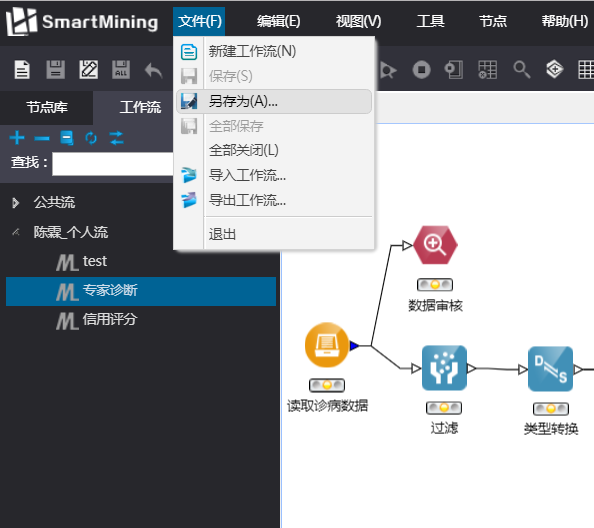 SmartMining
文件(F) 编辑(E) 视图(V) 工具 节点 帮助(H)
新建工作流(N)
保存(S)
另存为(A)...
全部保存
全部关闭(L)
导入工作流...
导出工作流...
退出
ALL
节点库 工作流
查找：
公共流
陈霖_个人流
test
专家诊断
信用评分
数据审核
读取诊病数据
过滤
D S
类型转换